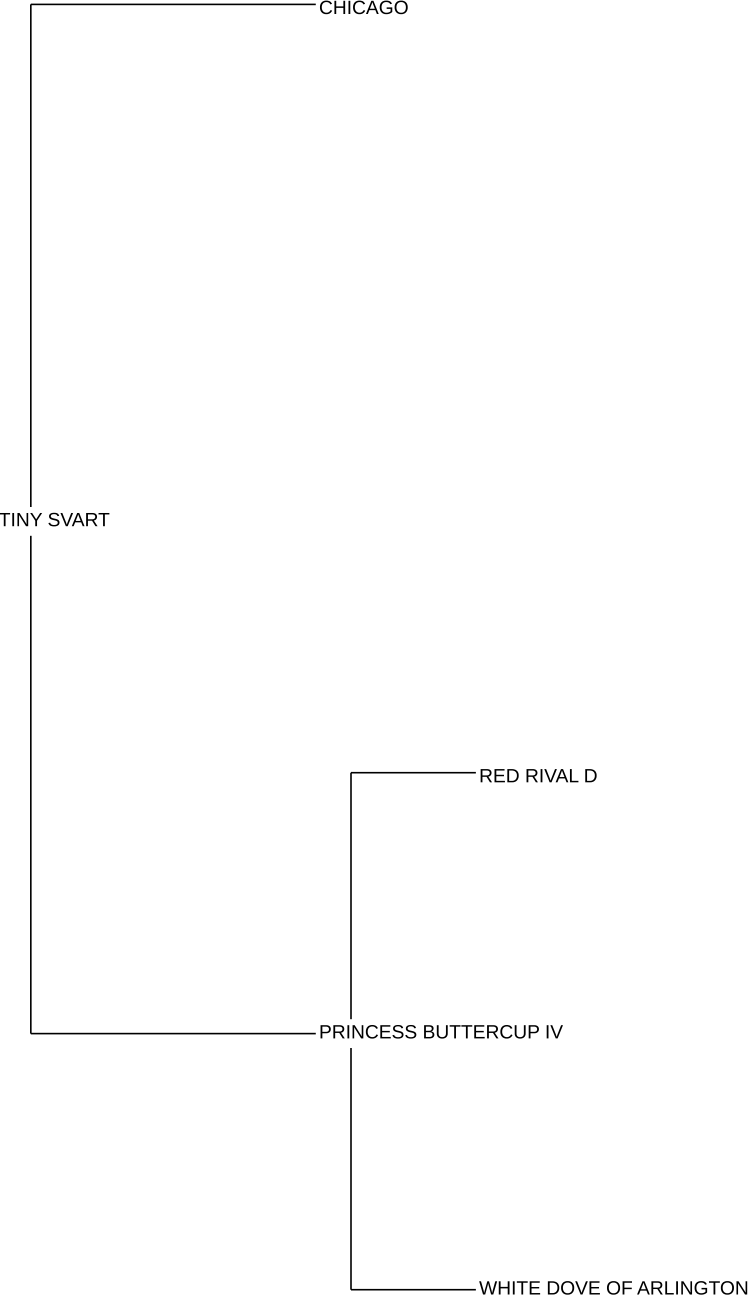 CHICAGO
TINY SVART
RED RIVAL D
PRINCESS BUTTERCUP IV
WHITE DOVE OF ARLINGTON